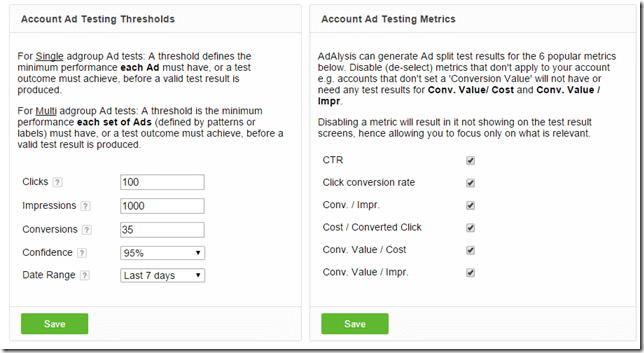 Account Ad Testing Thresholds
For Single adgroup Ad tests: A threshold defines the
minimum performance each Ad must have, or a test
outcome must achieve, before a valid test result is
produced.
For Multi adgroup Ad tests: A threshold is the minimum
performance each set of Ads (defined by patterns or
labels) must have, or a test outcome must achieve, before a
valid test result is produced.
Clicks ? 100
Impressions ? 1000
Conversions ? 35
Confidence ? 95%
Date Range ? Last 7 days
Save
Account Ad Testing Metrics
AdAlysis can generate Ad split test results for the 6 popular metrics
below. Disable (de-select) metrics that don't apply to your account
e.g. accounts that don't set a 'Conversion Value' will not have or
need any test results for Conv. Value/ Cost and Conv. Value /
Impr.
Disabling a metric will result in it not showing on the test result
screens, hence allowing you to focus only on what is relevant.
CTR
Click conversion rate
Conv. / Impr.
Cost / Converted Click
Conv. Value / Cost
Conv. Value / Impr.
Save